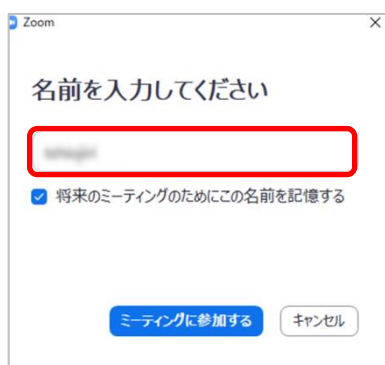 Zoom
名前を入力してください
将来のミーティングのためにこの名前を記憶する
ミーティングに参加する
キャンセル